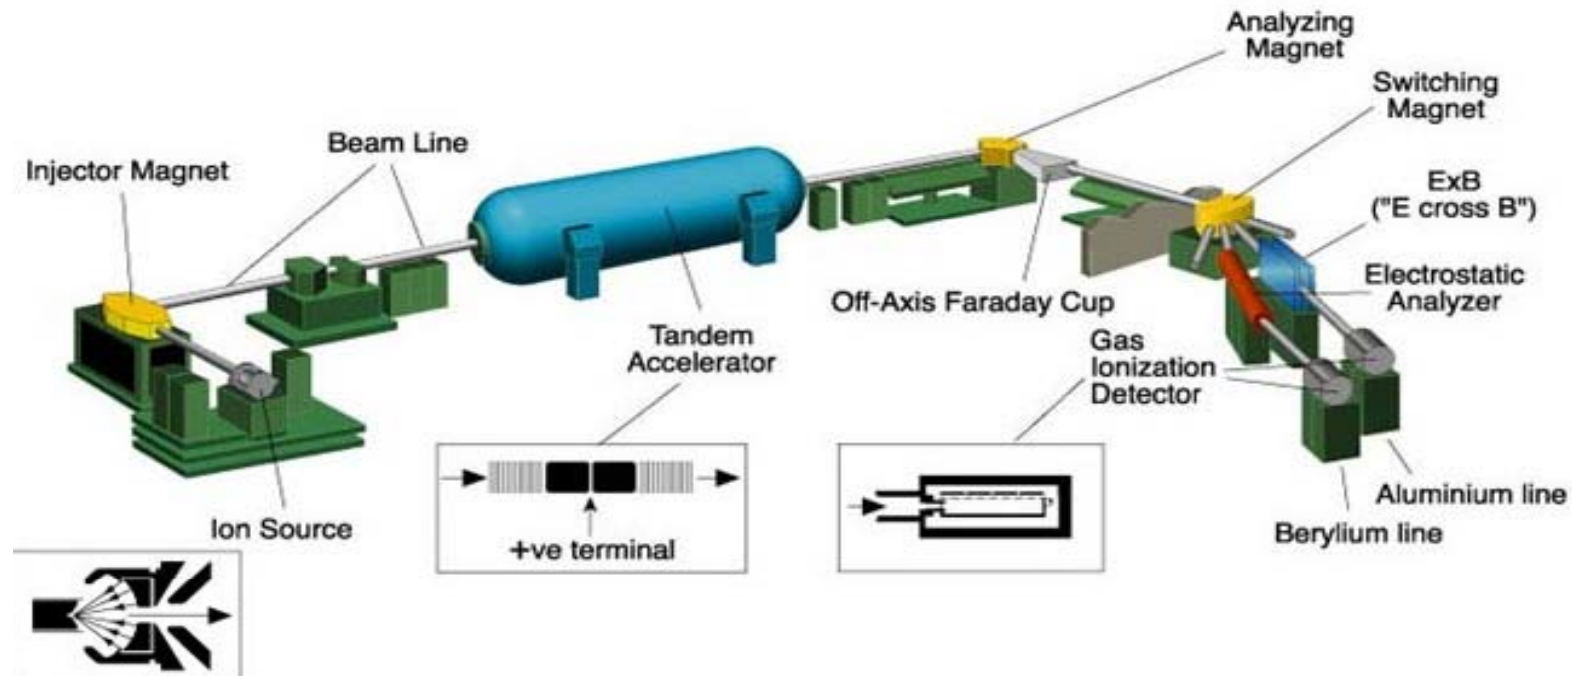 Analyzing
Magnet
Switching
Magnet
Beam Line
Injector Magnet
ExB
("E cross B")
Electrostatic
Analyzer
Off-Axis Faraday Cup
Tandem
Accelerator
Gas
Ionization
Detector
Aluminium line
Ion Source
Berylium line
+ve terminal